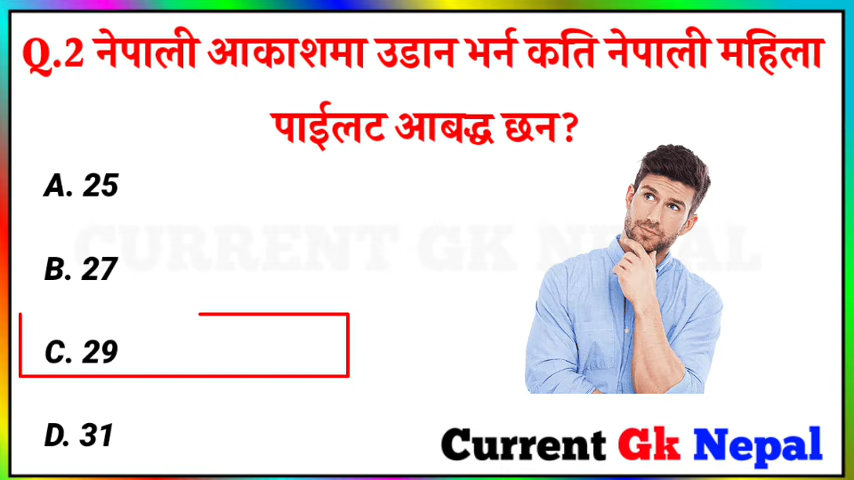 Q.2 नेपाली आकाशमा उडान भर्न कति नेपाली महिला
पाईलट आबद्ध छन?
A. 25
CURRENT GK NEPAL
B. 27
C. 29
D. 31
Current Gk Nepal